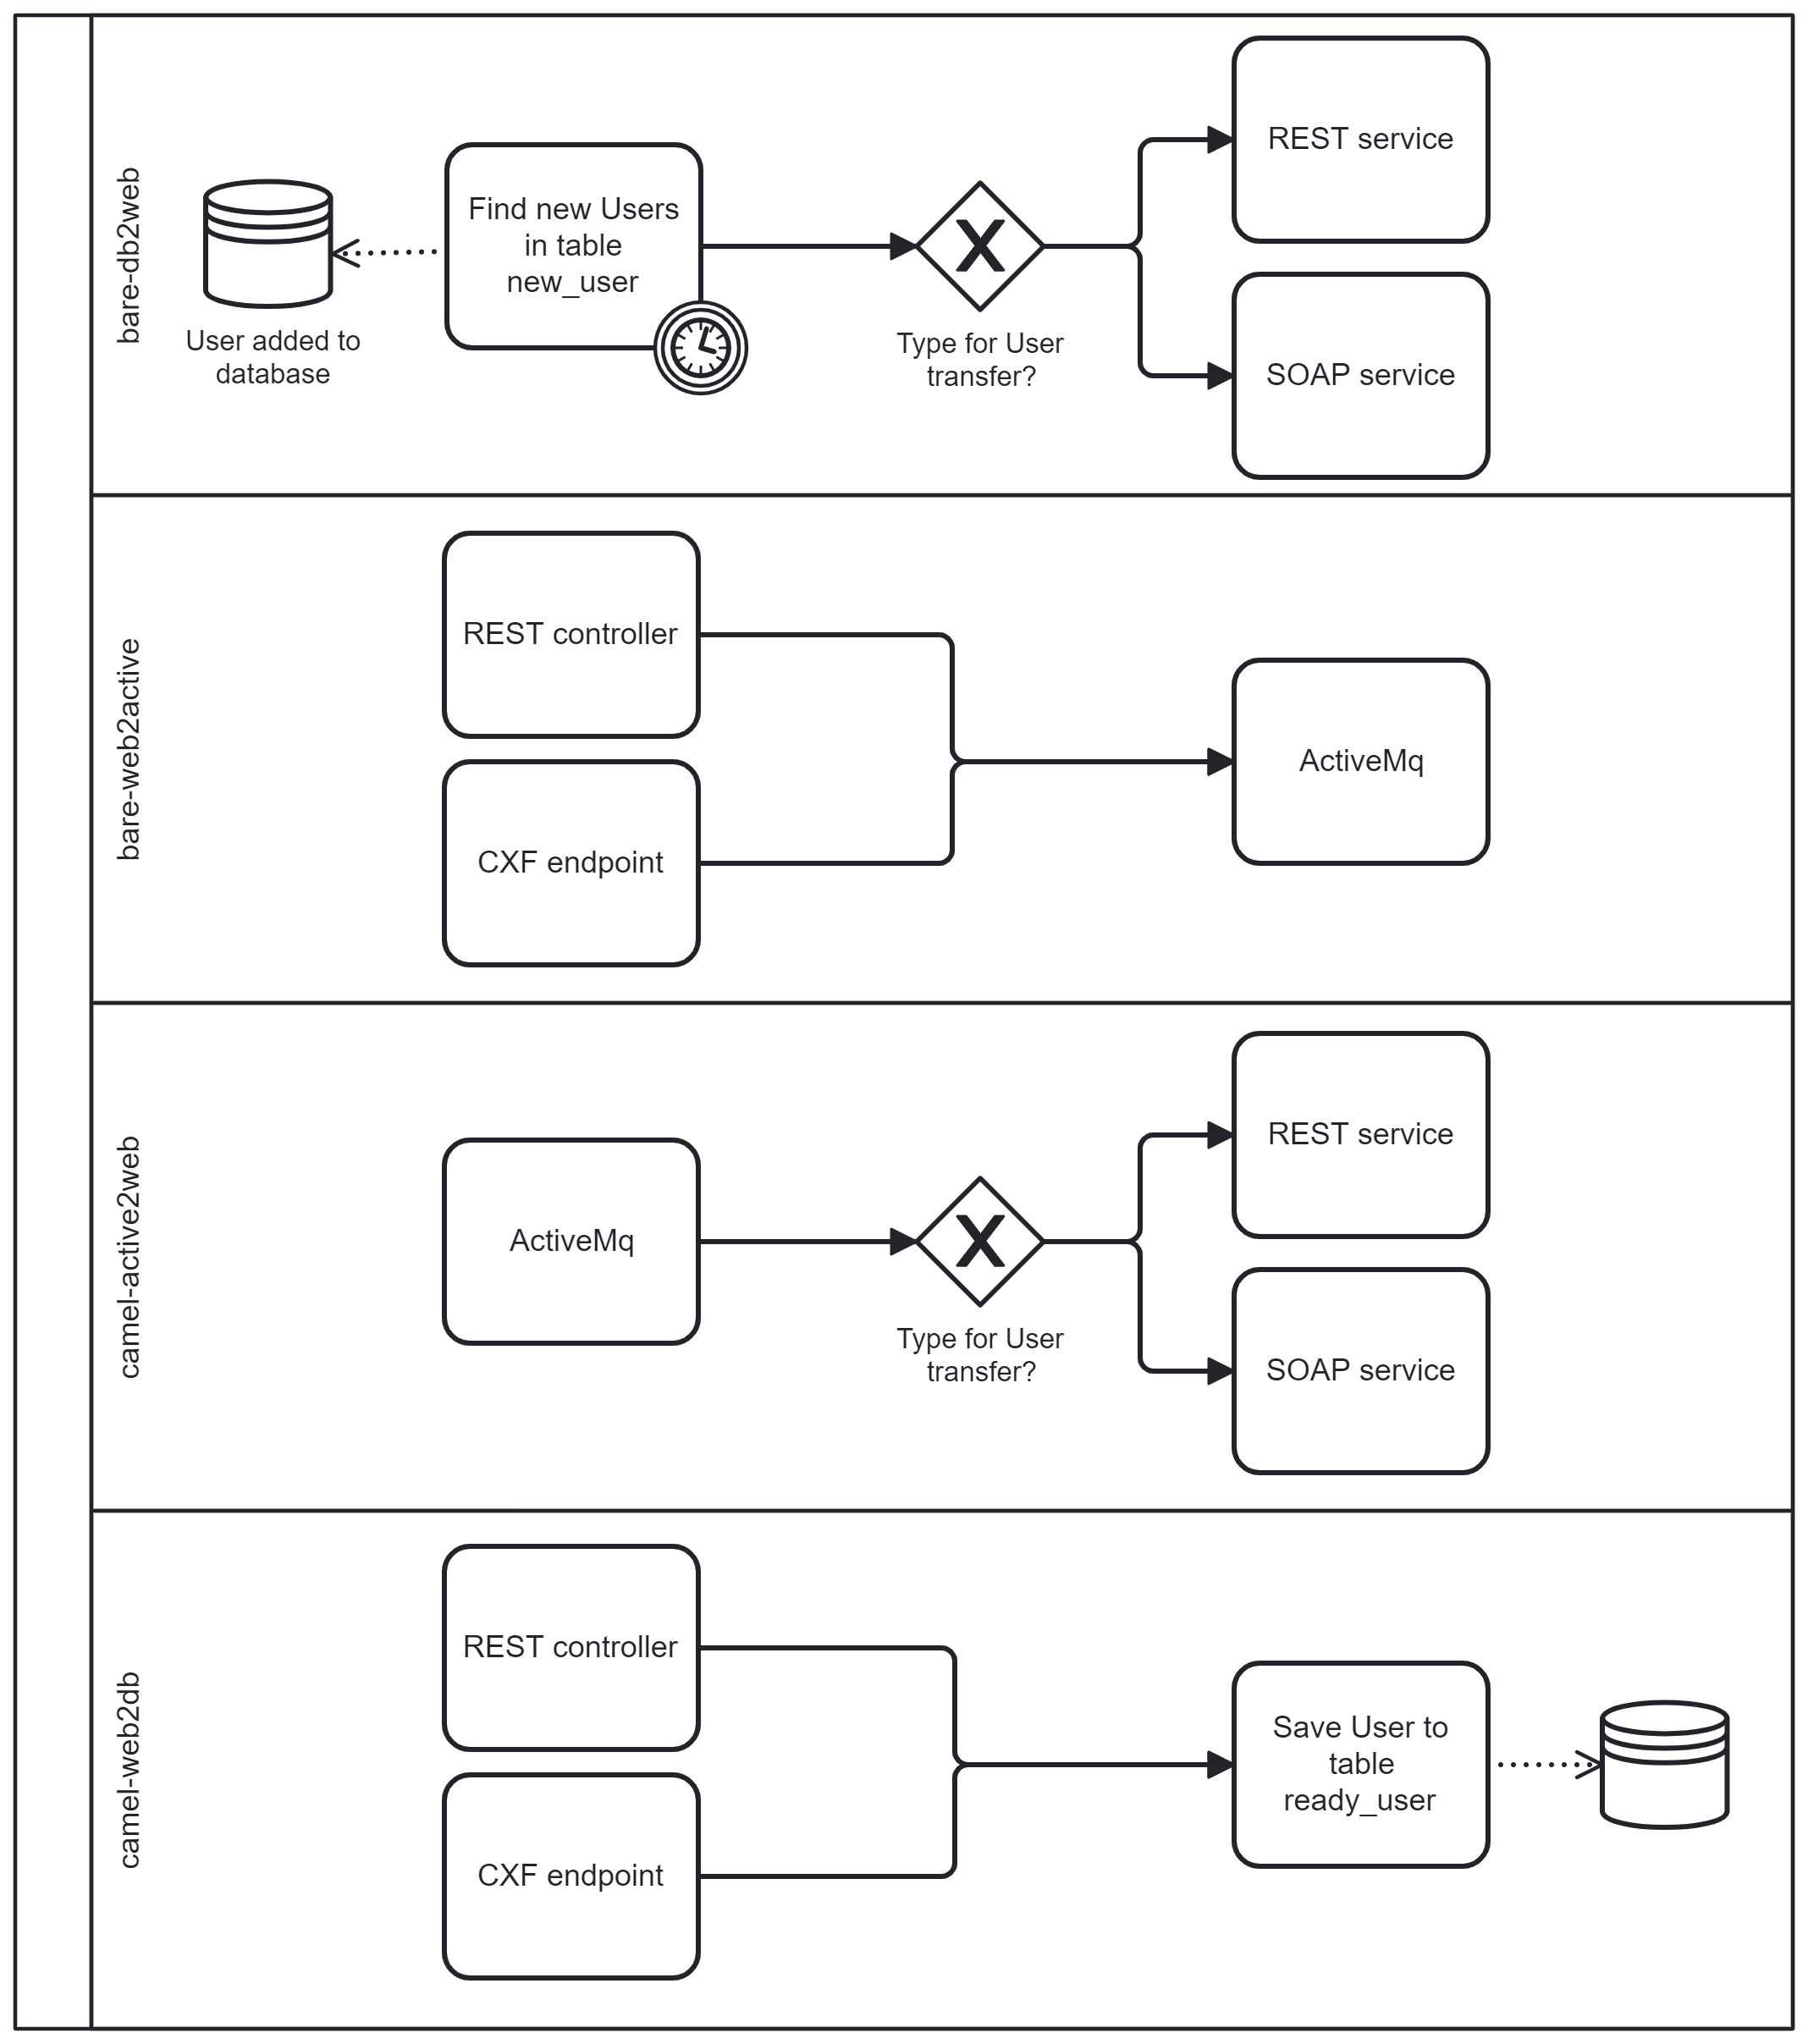 bare-db2web
User added to
database
Find new Users
in table
new_user
X
Type for User
transfer?
REST service
SOAP service
bare-web2active
REST controller
CXF endpoint
ActiveMq
camel-active2web
ActiveMq
X
Type for User
transfer?
REST service
SOAP service
camel-web2db
REST controller
CXF endpoint
Save User to
table
ready_user